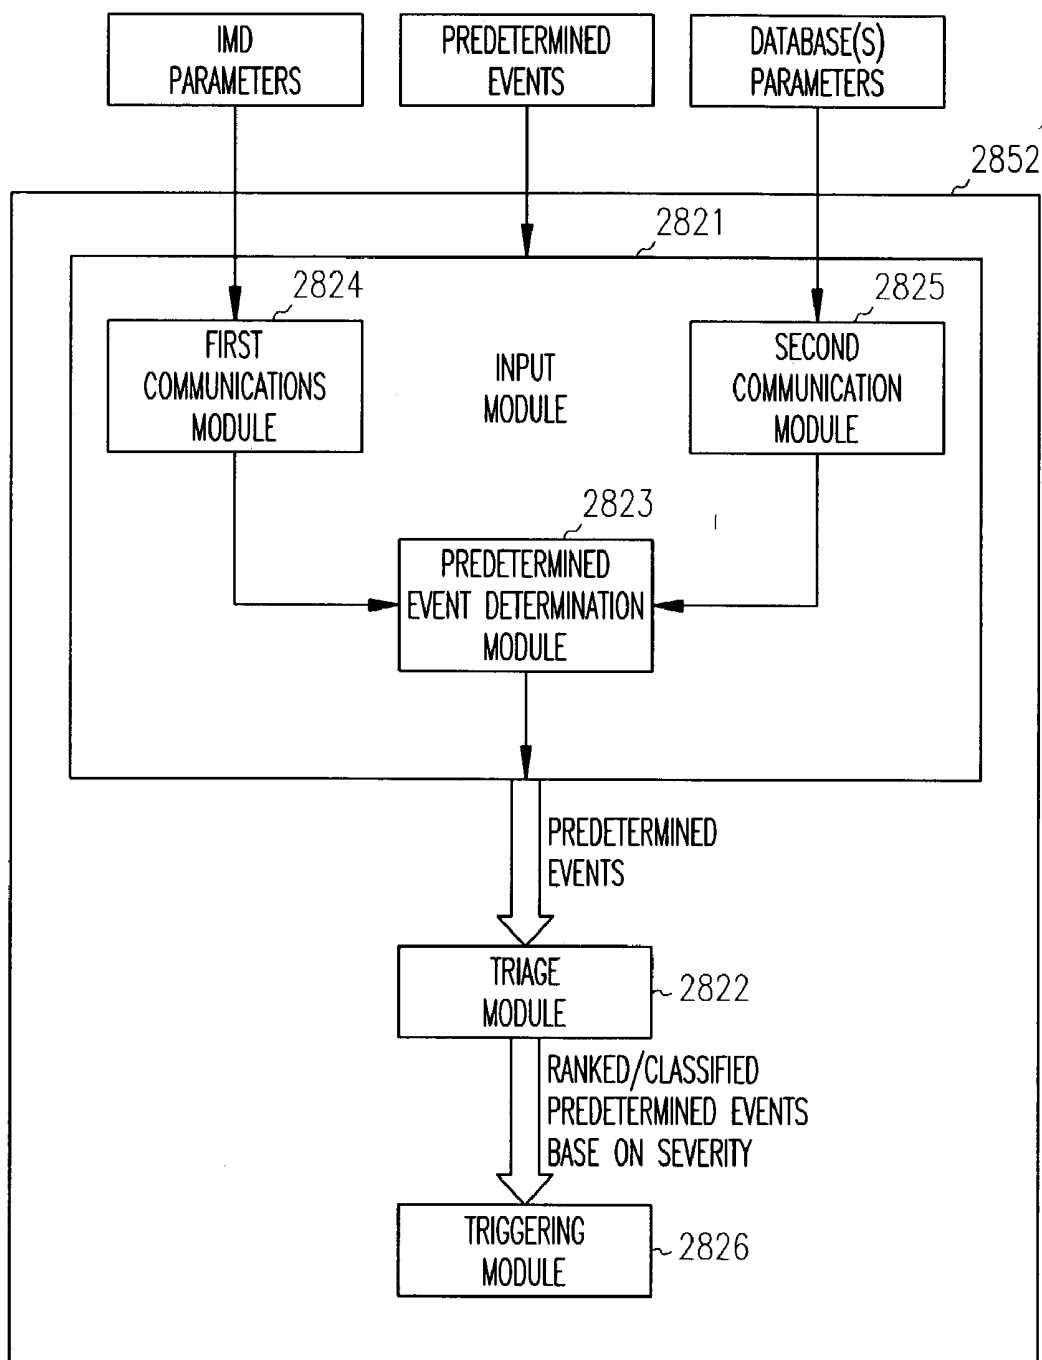 IMD
PARAMETERS
PREDETERMINED
EVENTS
DATABASE(S)
PARAMETERS
2852
2821
2824
2825
FIRST
COMMUNICATIONS
MODULE
INPUT
MODULE
SECOND
COMMUNICATION
MODULE
2823
PREDETERMINED
EVENT DETERMINATION
MODULE
PREDETERMINED
EVENTS
TRIAGE
MODULE
2822
RANKED/CLASSIFIED
PREDETERMINED EVENTS
BASE ON SEVERITY
TRIGGERING
MODULE
2826